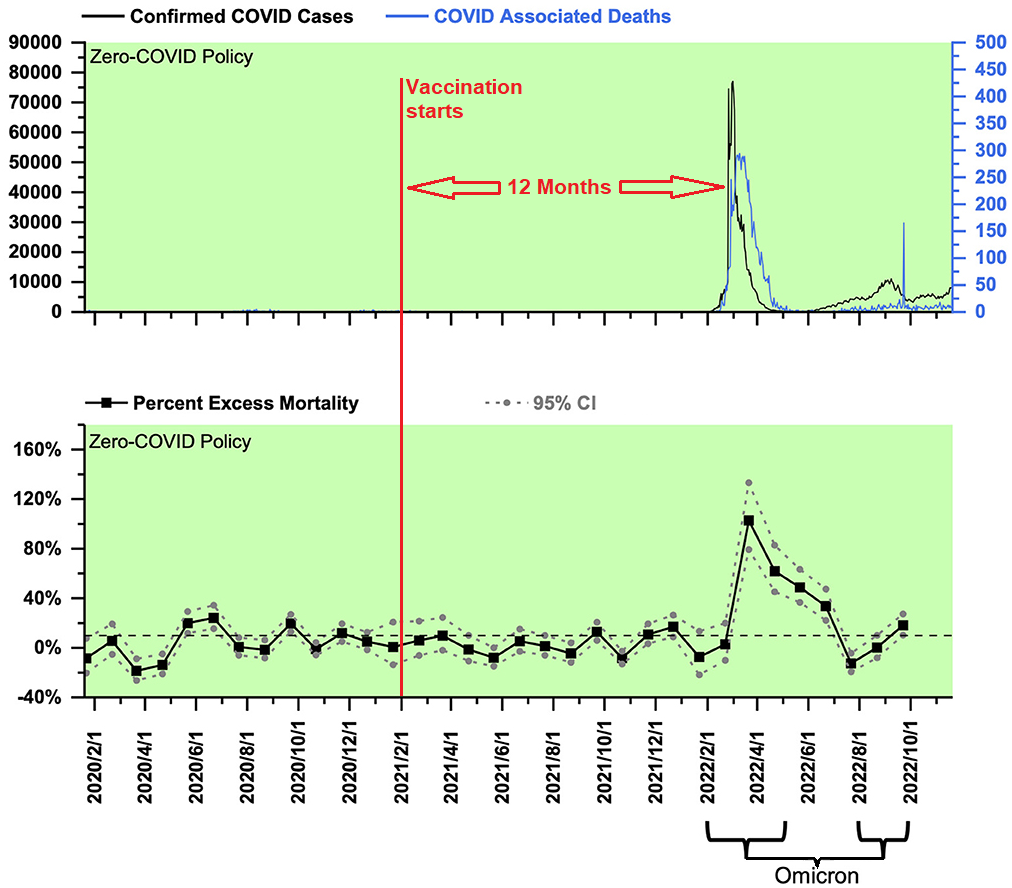 Confirmed COVID Cases COVID Associated Deaths
90000 500
Zero-COVID Policy
80000 450
Vaccination
starts
70000 400
350
60000 300
50000 250
12 Months
40000 200
30000 150
20000 100
10000 50
0 0
Percent Excess Mortality 95% CI
Zero-COVID Policy
160%
120%
80%
40%
0%
-40%
2020/2/1 2020/4/1 2020/6/1 2020/8/1 2020/10/1 2020/12/1 2021/2/1 2021/4/1 2021/6/1 2021/8/1 2021/10/1 2021/12/1 2022/2/1 2022/4/1 2022/6/1 2022/8/1 2022/10/1
Omicron